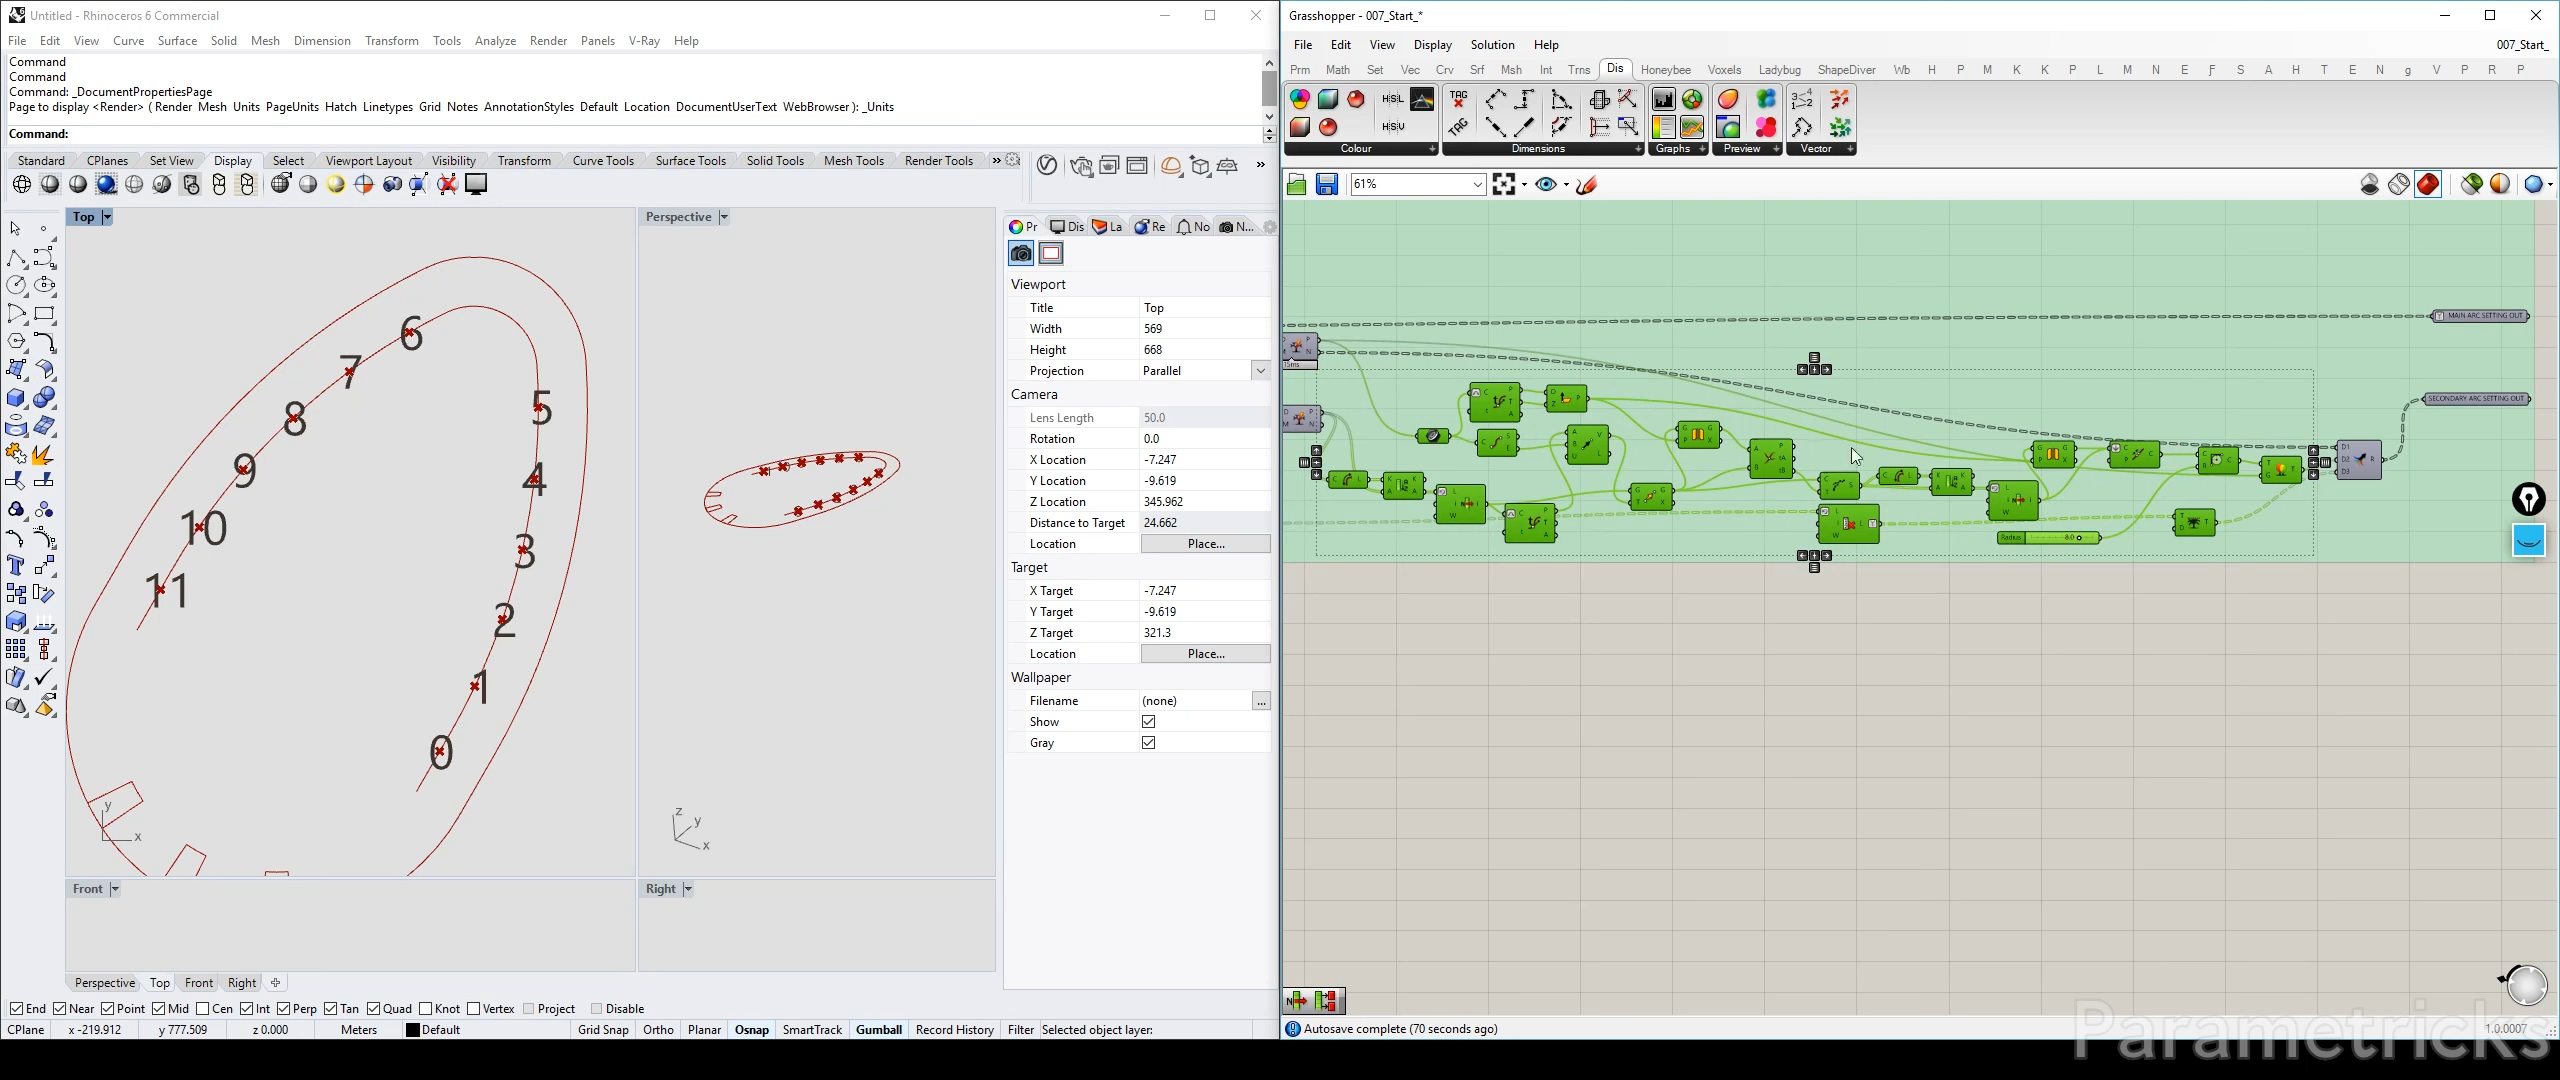 Untitled - Rhinoceros 6 Commercial
File Edit View Curve Surface Solid Mesh Dimension Transform Tools Analyze Render Panels V-Ray Help
Command
Command
Command: _DocumentPropertiesPage
Page to display <Render> ( Render Mesh Units PageUnits Hatch Linetypes Grid Notes AnnotationStyles Default Location DocumentUserText WebBrowser ): _Units
Command:
Standard CPlanes Set View Display Select Viewport Layout Visibility Transform Curve Tools Surface Tools Solid Tools Mesh Tools Render Tools »
Top
Perspective
6
7
8
5
9
4
10
3
11
2
1
0
y
x
z
y
x
Front
Right
Perspective Top Front Right
Pr Dis La Re No N...
Viewport
Title Top
Width 569
Height 668
Projection Parallel
Camera
Lens Length 50.0
Rotation 0.0
X Location -7.247
Y Location -9.619
Z Location 345.962
Distance to Target 24.662
Location Place...
Target
X Target -7.247
Y Target -9.619
Z Target 321.3
Location Place...
Wallpaper
Filename (none) ...
Show
Gray
End Near Point Mid Cen Int Perp Tan Quad Knot Vertex Project Disable
CPlane x -219.912 y 777.509 z 0.000 Meters Default Grid Snap Ortho Planar Osnap SmartTrack Gumball Record History Filter Selected object layer:
Grasshopper - 007_Start_*
File Edit View Display Solution Help 007_Start_
Prm Math Set Vec Crv Srf Msh Int Trns Dis Honeybee Voxels Ladybug ShapeDiver Wb H P M K K P L M N E F S A H T E N g V P R P
H·S·L
H·S·V
TAG
TAG
Colour Dimensions Graphs Preview Vector
61%
MAIN ARC SETTING OUT
SECONDARY ARC SETTING OUT
Radius 8.0
Autosave complete (70 seconds ago)
1.0.0007
Parametricks